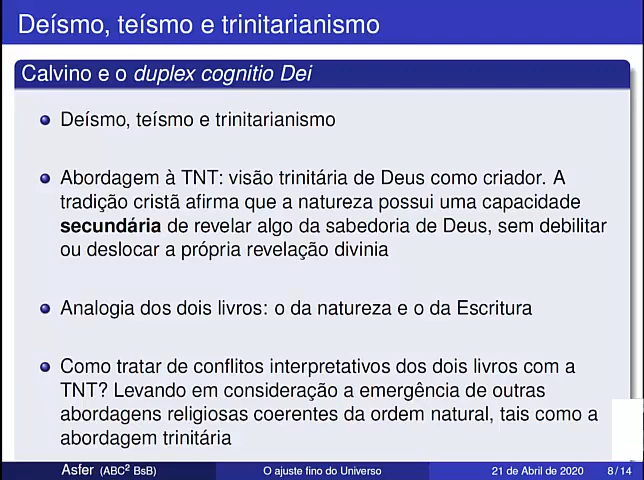 Deísmo, teísmo e trinitarianismo
Calvino e o duplex cognitio Dei
Deísmo, teísmo e trinitarianismo
Abordagem à TNT: visão trinitária de Deus como criador. A
tradição cristã afirma que a natureza possui uma capacidade
secundária de revelar algo da sabedoria de Deus, sem debilitar
ou deslocar a própria revelação divinia
Analogia dos dois livros: o da natureza e o da Escritura
Como tratar de conflitos interpretativos dos dois livros com a
TNT? Levando em consideração a emergência de outras
abordagens religiosas coerentes da ordem natural, tais como a
abordagem trinitária
Asfer (ABC² BsB) O ajuste fino do Universo 21 de Abril de 2020 8 / 14